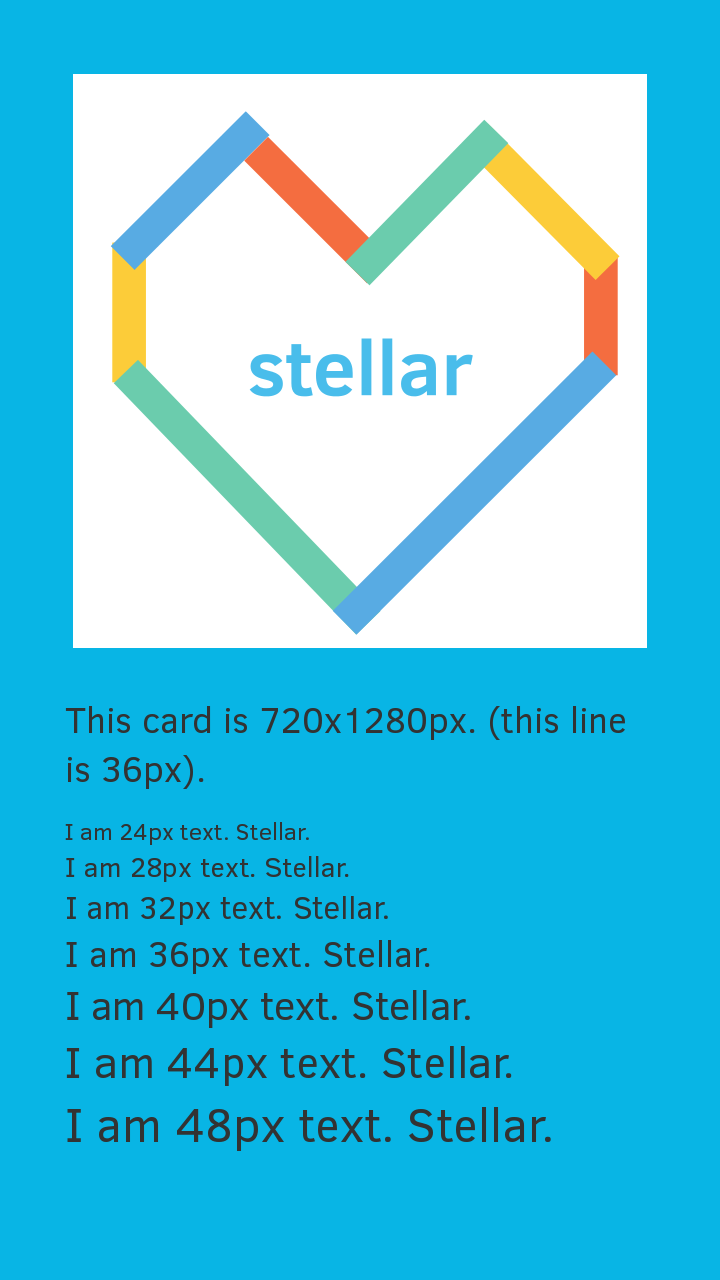 stellar
This card is 720x1280px. (this line
is 36px).
I am 24px text. Stellar.
I am 28px text. Stellar.
I am 32px text. Stellar.
I am 36px text. Stellar.
I am 40px text. Stellar.
I am 44px text. Stellar.
I am 48px text. Stellar.